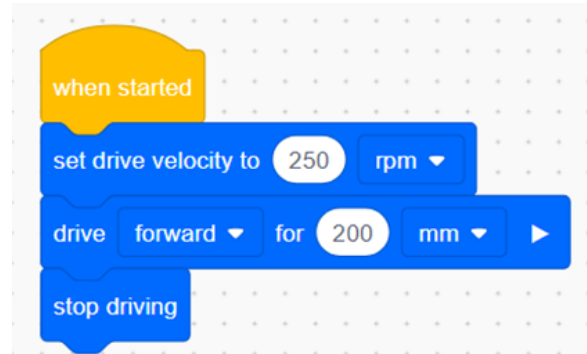 when started
set drive velocity to 250 rpm
drive forward for 200 mm
stop driving